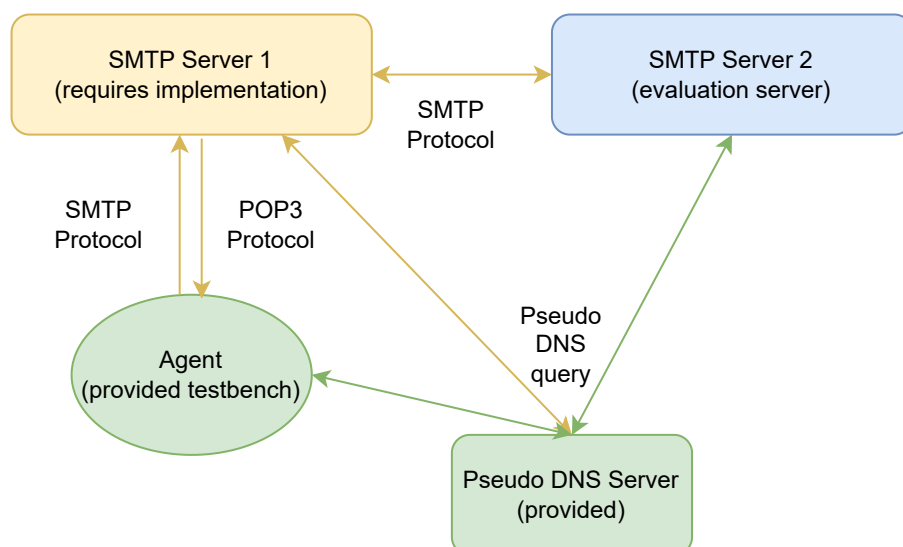 SMTP Server 1
(requires implementation)
SMTP Server 2
(evaluation server)
SMTP
Protocol
SMTP
Protocol
POP3
Protocol
Pseudo
DNS
query
Agent
(provided testbench)
Pseudo DNS Server
(provided)